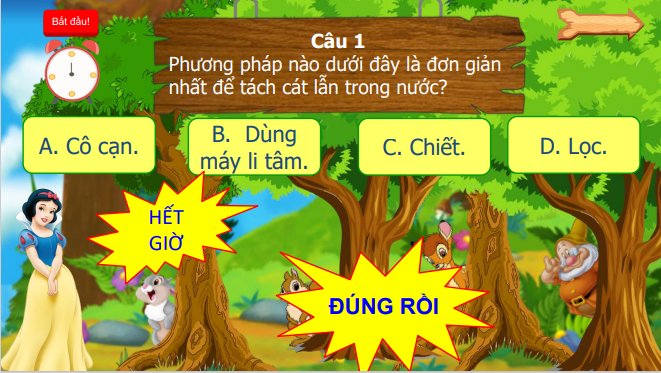 Bắt đầu!
Câu 1
Phương pháp nào dưới đây là đơn giản
nhất để tách cát lẫn trong nước?
A. Cô cạn.
B. Dùng
máy li tâm.
C. Chiết.
D. Lọc.
HẾT
GIỜ
ĐÚNG RỒI